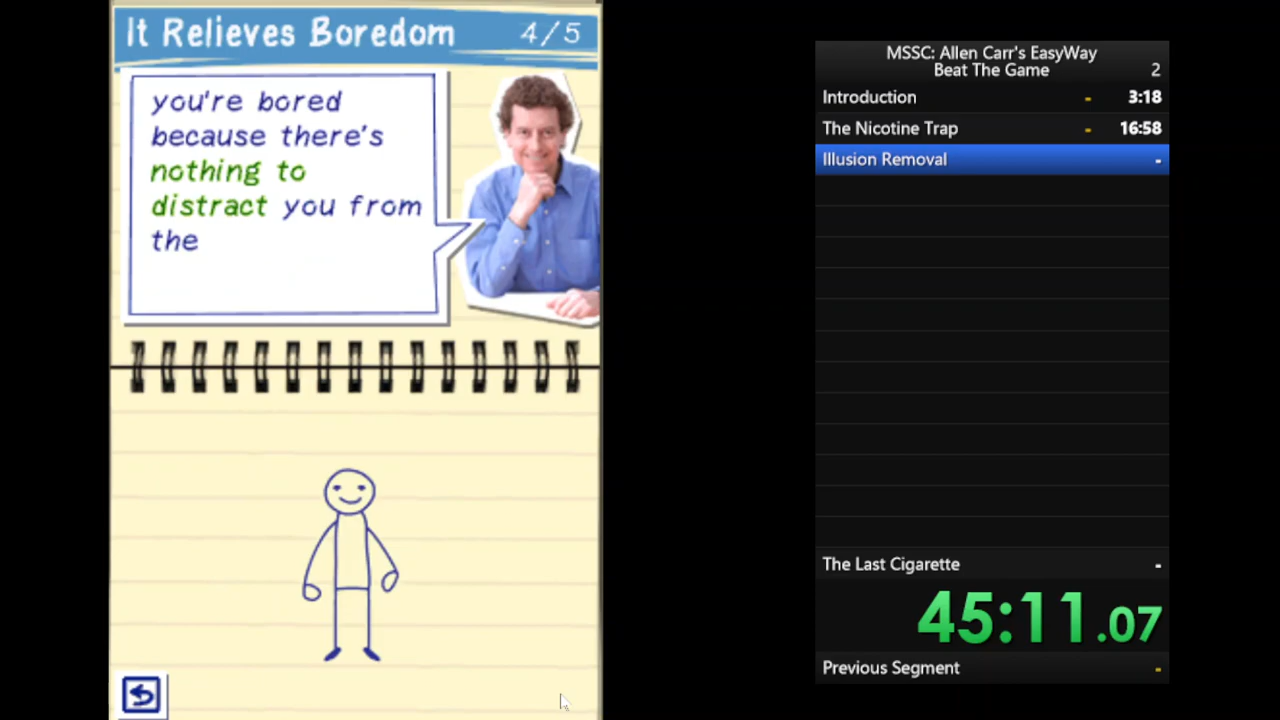 It Relieves Boredom 4/5
you're bored
because there's
nothing to
distract you from
the
MSSC: Allen Carr's EasyWay
Beat The Game 2
Introduction - 3:18
The Nicotine Trap - 16:58
Illusion Removal -
The Last Cigarette -
45:11.07
Previous Segment -